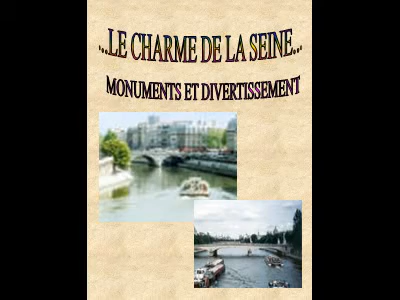 ...LE CHARME DE LA SEINE...
MONUMENTS ET DIVERTISSEMENT